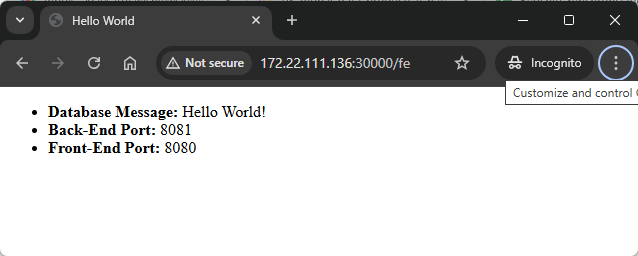 Hello World
Not secure
172.22.111.136:30000/fe
Incognito
Customize and control
Database Message: Hello World!
Back-End Port: 8081
Front-End Port: 8080